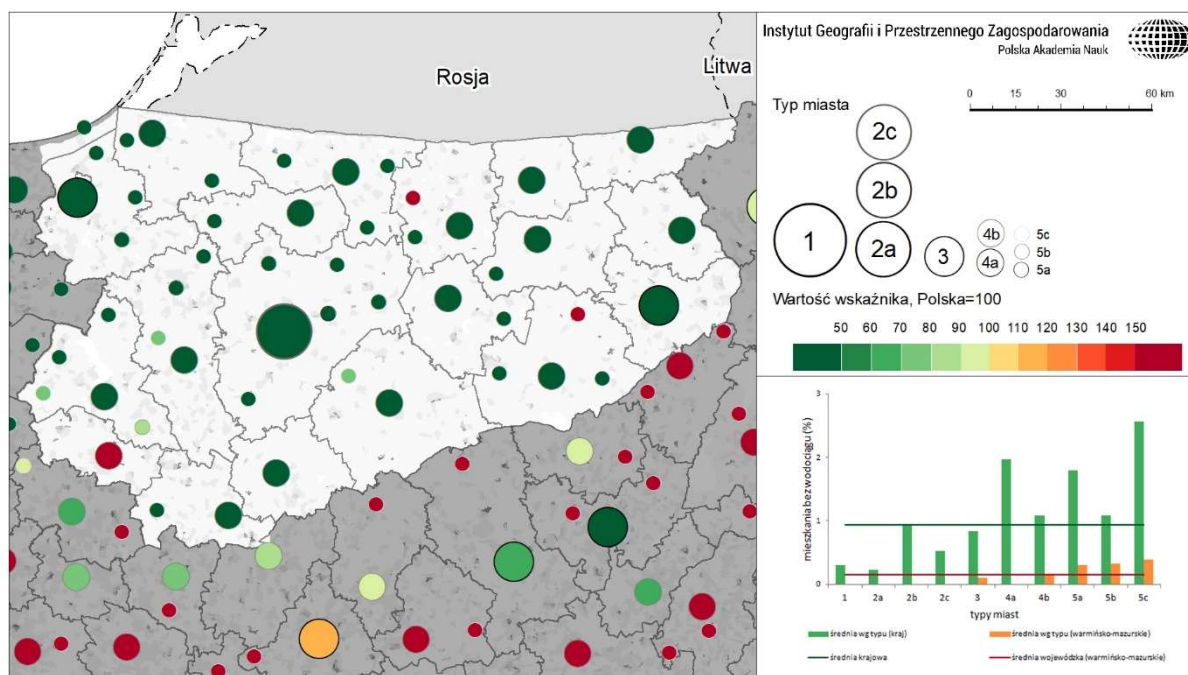 Rosja
Litwa
Instytut Geografii i Przestrzennego Zagospodarowania
Polska Akademia Nauk
0 15 30 60 km
Typ miasta
2c
2b
1
2a
3
4b
4a
5c
5b
5a
Wartość wskaźnika, Polska=100
50 60 70 80 90 100 110 120 130 140 150
mieszkania bez wodociągu (%)
3
2
1
0
1 2a 2b 2c 3 4a 4b 5a 5b 5c
typy miast
średnia wg typu (kraj)
średnia wg typu (warmińsko-mazurskie)
średnia krajowa
średnia wojewódzka (warmińsko-mazurskie)